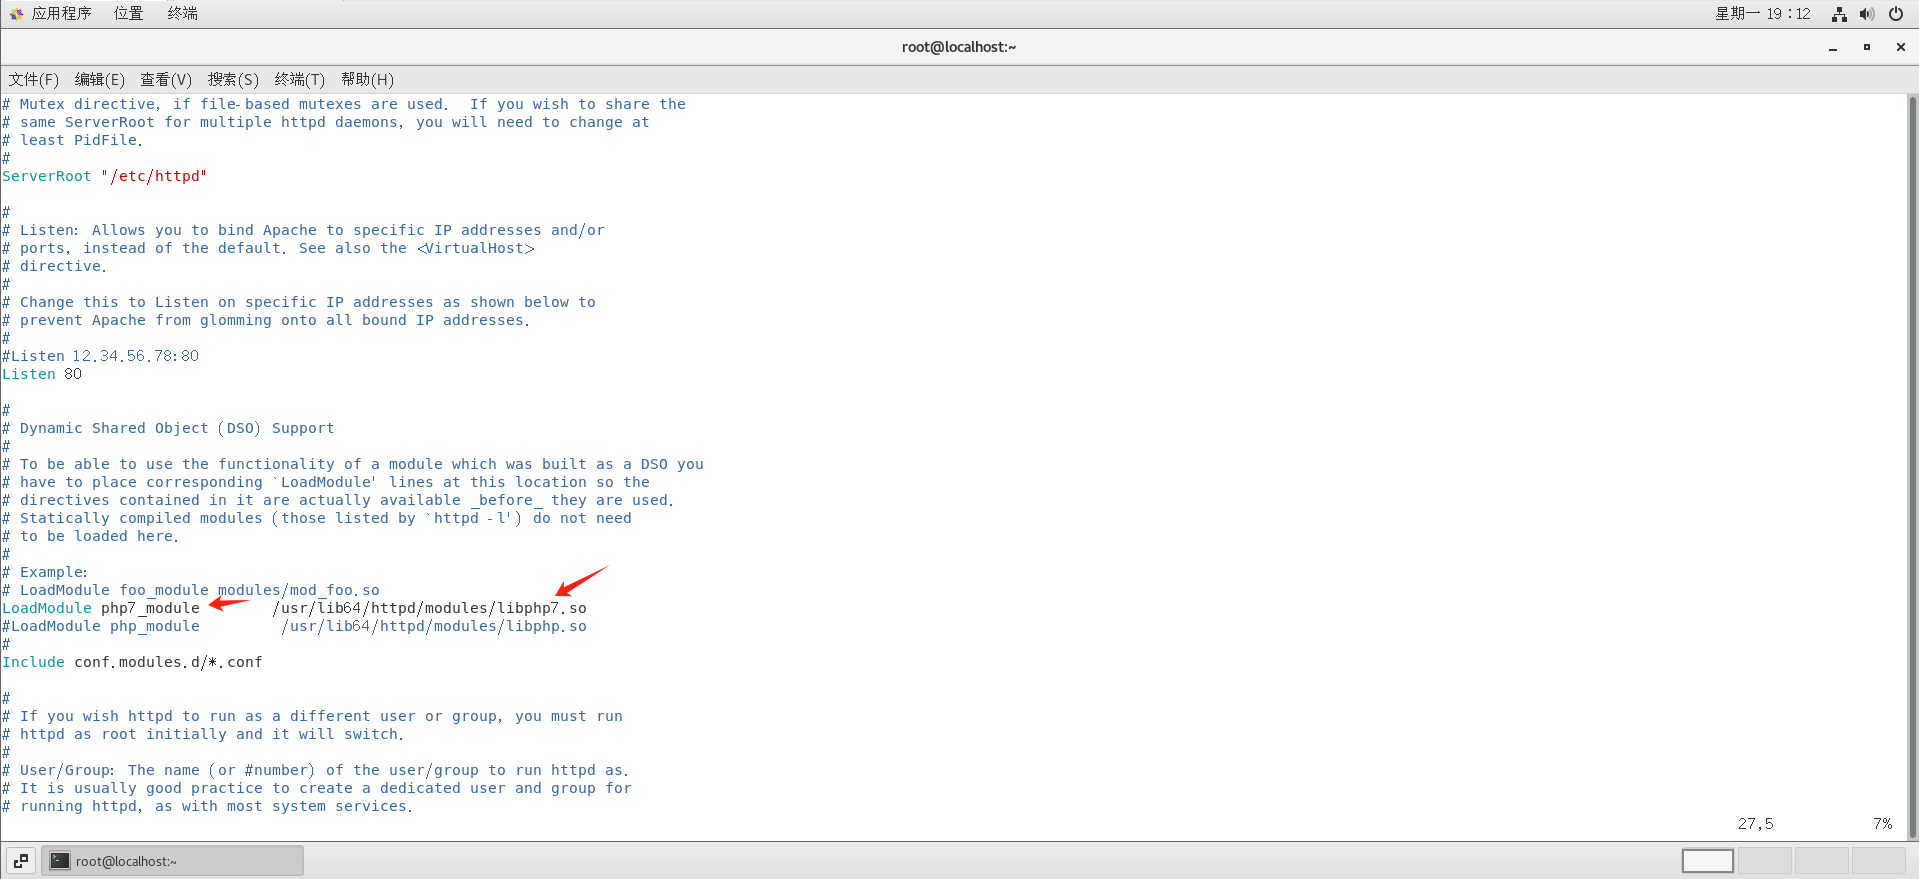 应用程序 位置 终端 星期一 19：12
root@localhost:~
文件(F) 编辑(E) 查看(V) 搜索(S) 终端(T) 帮助(H)
# Mutex directive, if file-based mutexes are used.  If you wish to share the
# same ServerRoot for multiple httpd daemons, you will need to change at
# least PidFile.
#
ServerRoot "/etc/httpd"
#
# Listen: Allows you to bind Apache to specific IP addresses and/or
# ports, instead of the default. See also the <VirtualHost>
# directive.
#
# Change this to Listen on specific IP addresses as shown below to
# prevent Apache from glomming onto all bound IP addresses.
#
#Listen 12.34.56.78:80
Listen 80
#
# Dynamic Shared Object (DSO) Support
#
# To be able to use the functionality of a module which was built as a DSO you
# have to place corresponding `LoadModule' lines at this location so the
# directives contained in it are actually available _before_ they are used.
# Statically compiled modules (those listed by `httpd -l') do not need
# to be loaded here.
#
# Example:
# LoadModule foo_module modules/mod_foo.so
LoadModule php7_module        /usr/lib64/httpd/modules/libphp7.so
#LoadModule php_module         /usr/lib64/httpd/modules/libphp.so
#
Include conf.modules.d/*.conf
#
# If you wish httpd to run as a different user or group, you must run
# httpd as root initially and it will switch.
#
# User/Group: The name (or #number) of the user/group to run httpd as.
# It is usually good practice to create a dedicated user and group for
# running httpd, as with most system services.
27,5 7%
root@localhost:~